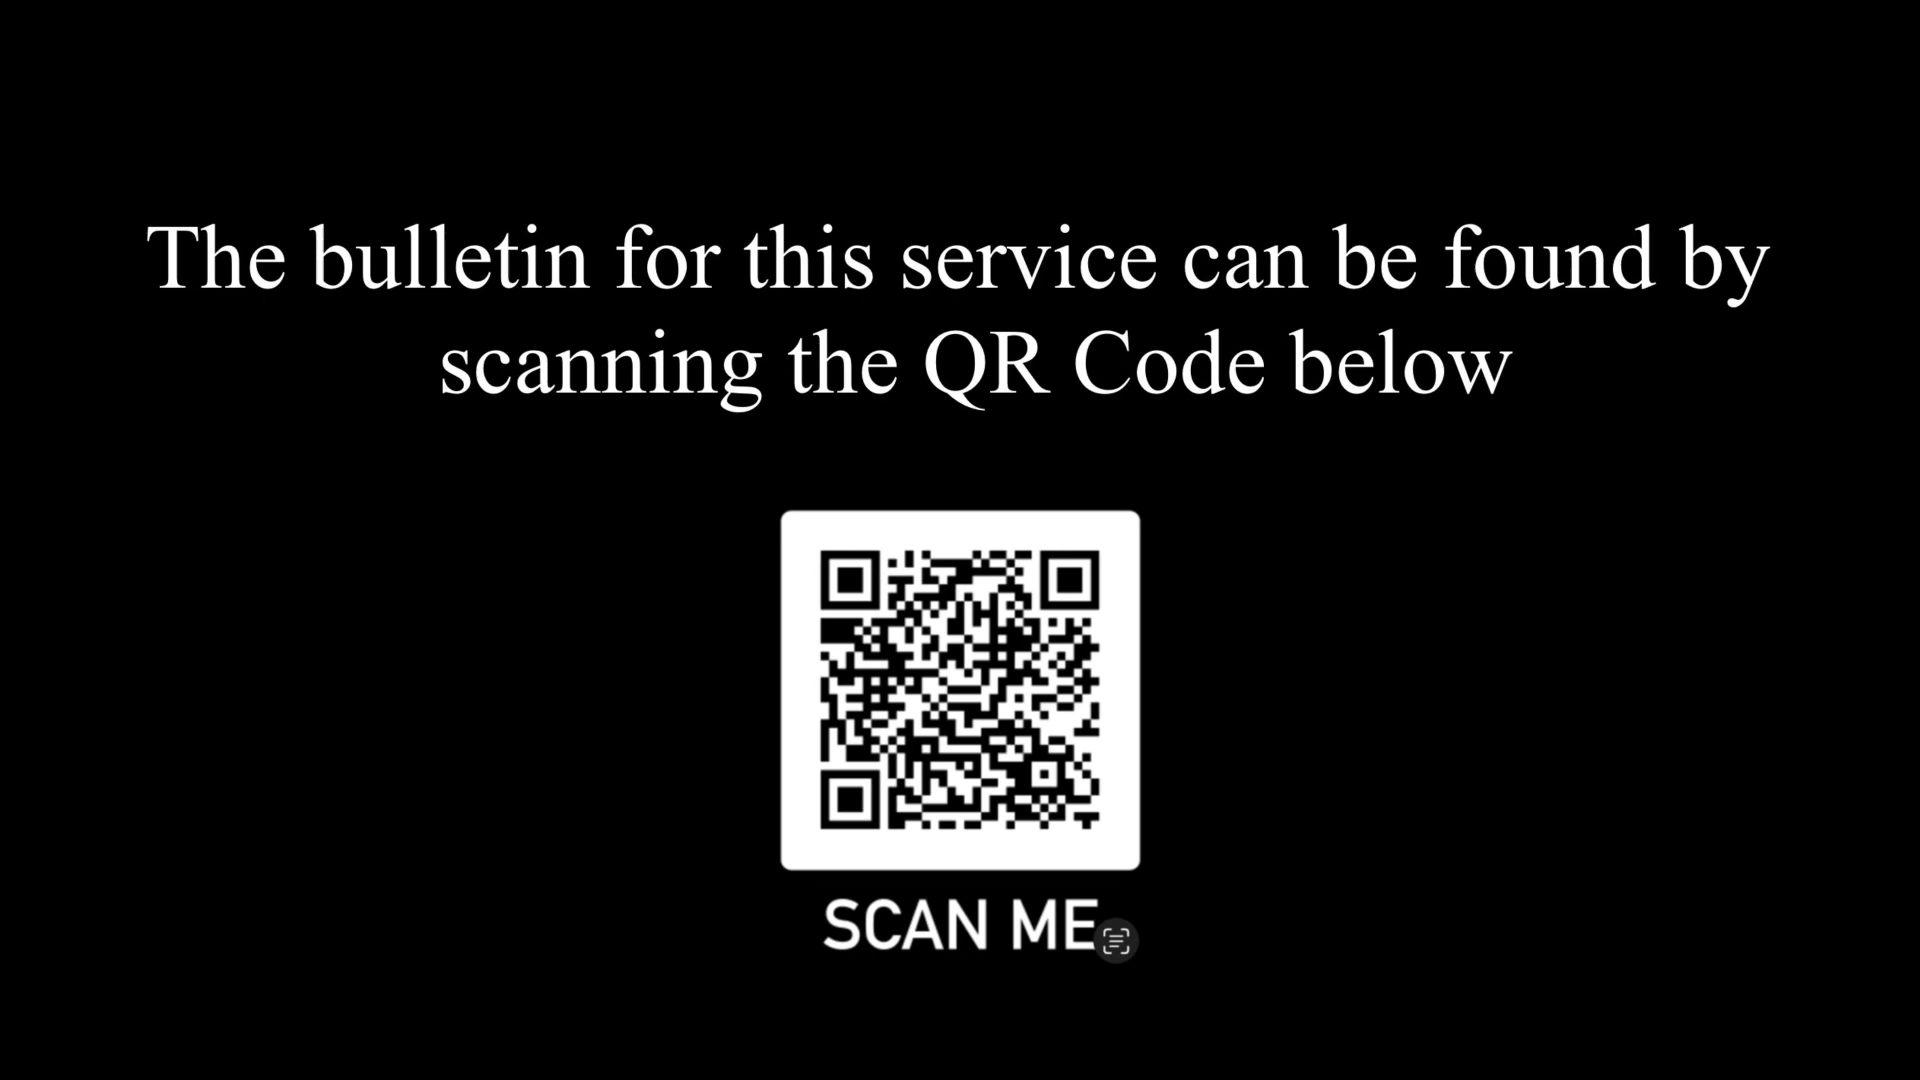 The bulletin for this service can be found by
scanning the QR Code below
SCAN ME